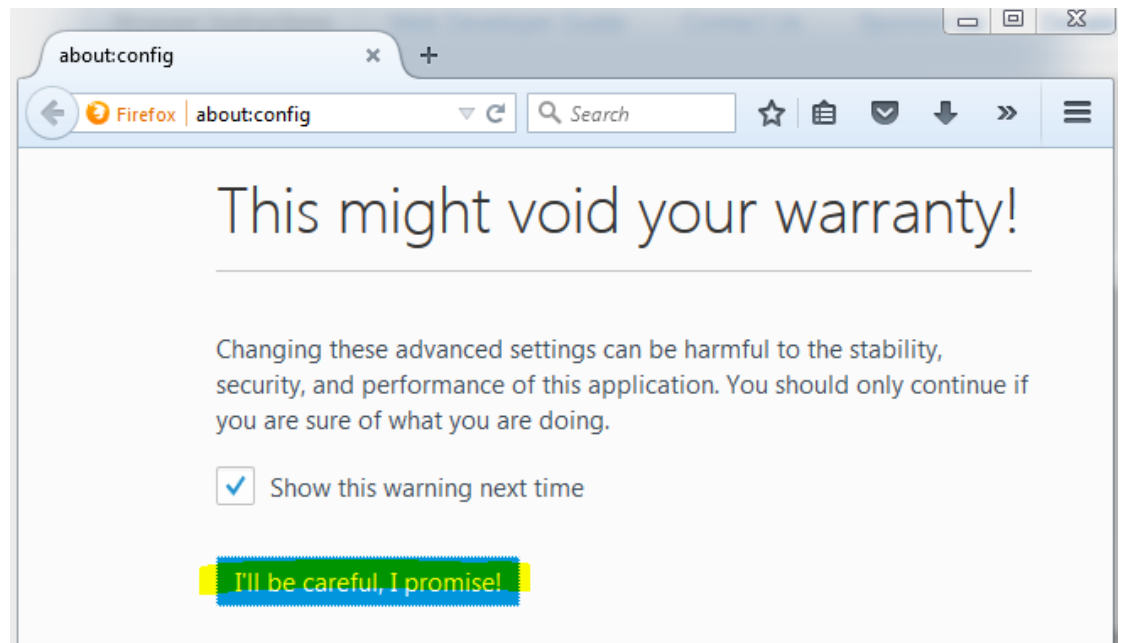 about:config
Firefox about:config Search
This might void your warranty!
Changing these advanced settings can be harmful to the stability,
security, and performance of this application. You should only continue if
you are sure of what you are doing.
Show this warning next time
I'll be careful, I promise!